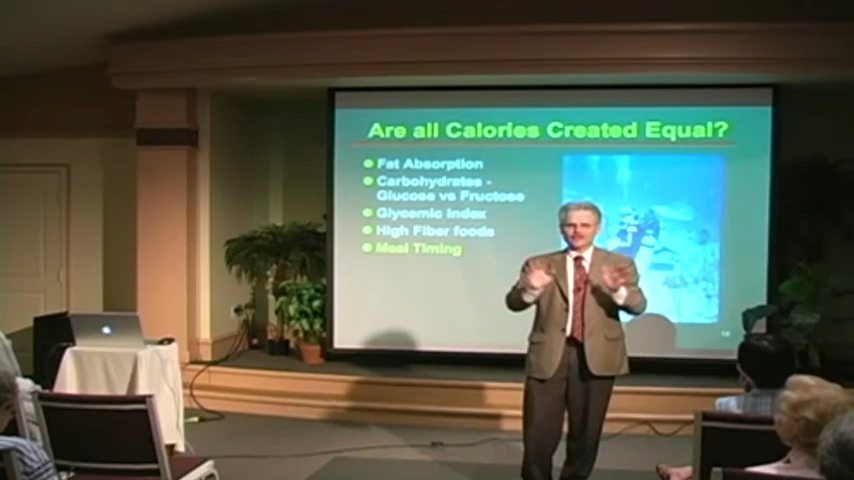 Are all Calories Created Equal?
Fat Absorption
Carbohydrates -
Glucose vs Fructose
Glycemic Index
High Fiber foods
Meal Timing